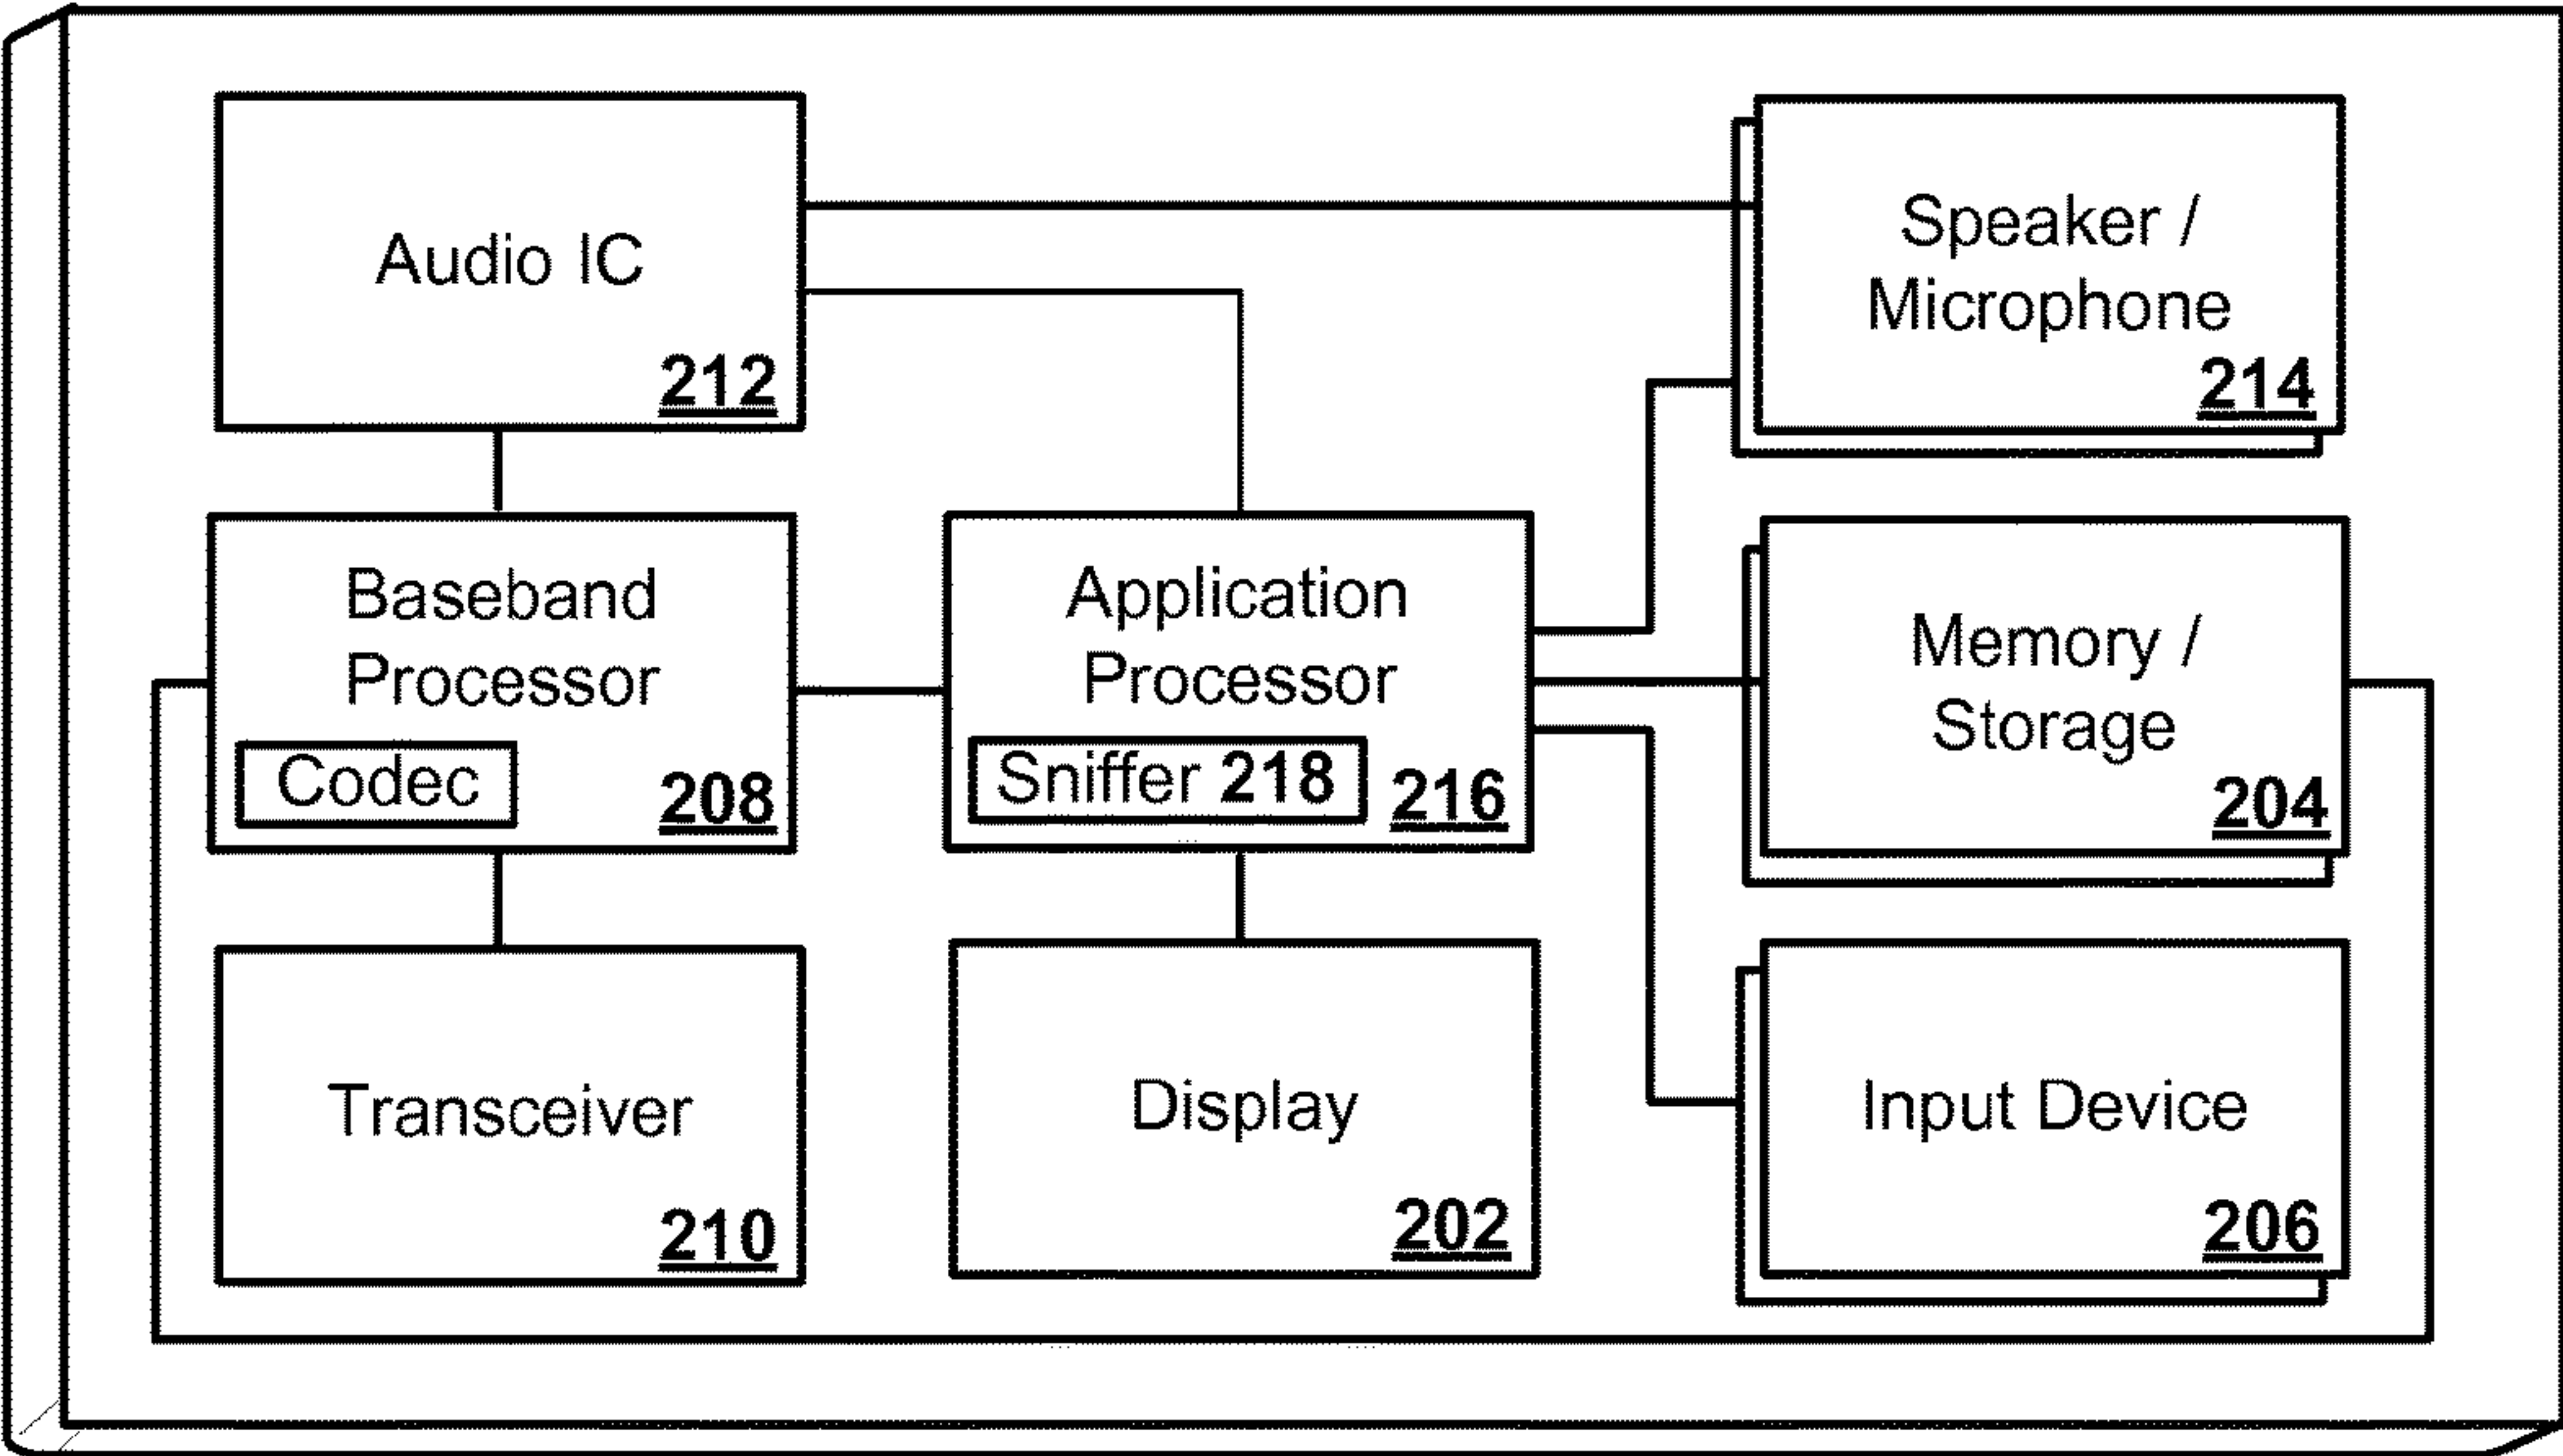 Audio IC
212
Speaker /
Microphone
214
Baseband
Processor
Codec
208
Application
Processor
Sniffer 218
216
Memory /
Storage
204
Transceiver
210
Display
202
Input Device
206